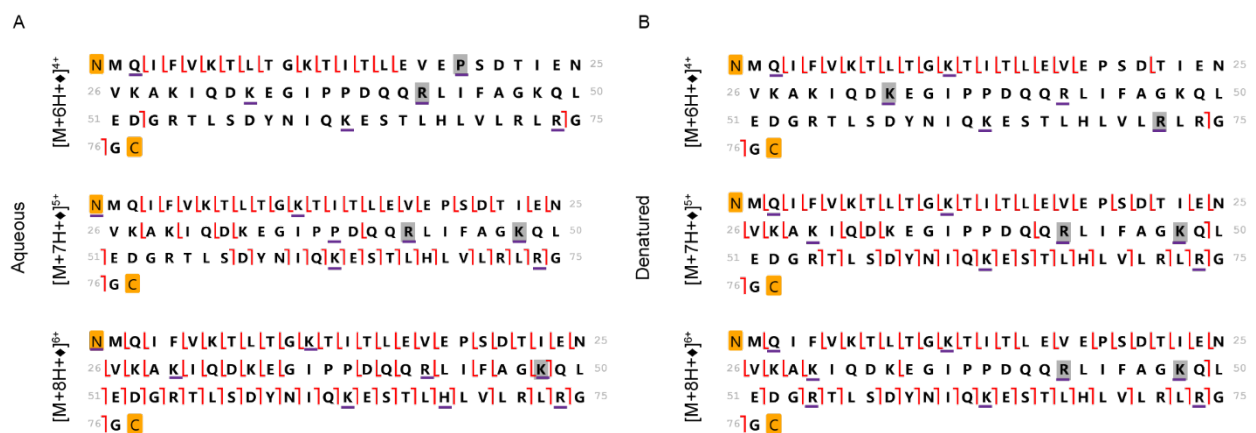 A
Aqueous
[M+6H+♦]⁴⁺
N M Q I F V K T L T G K T I T L E V E P S D T I E N 25
26 V K A K I Q D K E G I P P D Q Q R L I F A G K Q L 50
51 E D G R T L S D Y N I Q K E S T L H L V L R L R G 75
76 G C
[M+7H+♦]⁵⁺
N M Q I F V K T L T G K T I T L E V E P S D T I E N 25
26 V K A K I Q D K E G I P P D Q Q R L I F A G K Q L 50
51 E D G R T L S D Y N I Q K E S T L H L V L R L R G 75
76 G C
[M+8H+♦]⁶⁺
N M Q I F V K T L T G K T I T L E V E P S D T I E N 25
26 V K A K I Q D K E G I P P D Q Q R L I F A G K Q L 50
51 E D G R T L S D Y N I Q K E S T L H L V L R L R G 75
76 G C
B
Denatured
[M+6H+♦]⁴⁺
N M Q I F V K T L T G K T I T L E V E P S D T I E N 25
26 V K A K I Q D K E G I P P D Q Q R L I F A G K Q L 50
51 E D G R T L S D Y N I Q K E S T L H L V L R L R G 75
76 G C
[M+7H+♦]⁵⁺
N M Q I F V K T L T G K T I T L E V E P S D T I E N 25
26 V K A K I Q D K E G I P P D Q Q R L I F A G K Q L 50
51 E D G R T L S D Y N I Q K E S T L H L V L R L R G 75
76 G C
[M+8H+♦]⁶⁺
N M Q I F V K T L T G K T I T L E V E P S D T I E N 25
26 V K A K I Q D K E G I P P D Q Q R L I F A G K Q L 50
51 E D G R T L S D Y N I Q K E S T L H L V L R L R G 75
76 G C